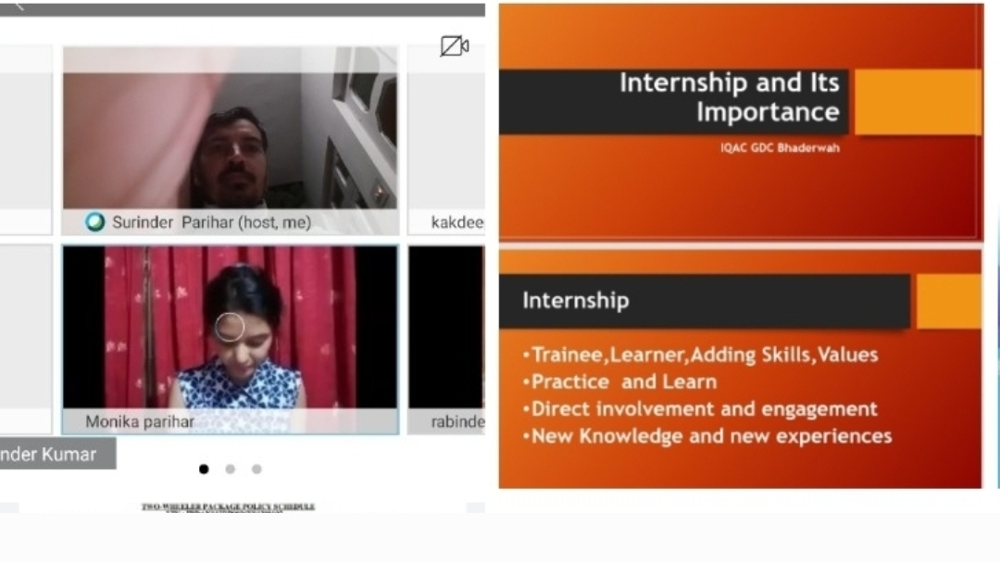 Surinder Parihar (host, me)
kakdee
Monika parihar
rabinde
nder Kumar
TWO-WHEELER PACKAGE POLICY SCHEDULE
Internship and Its
Importance
IQAC GDC Bhaderwah
Internship
•Trainee,Learner,Adding Skills,Values
•Practice and Learn
•Direct involvement and engagement
•New Knowledge and new experiences